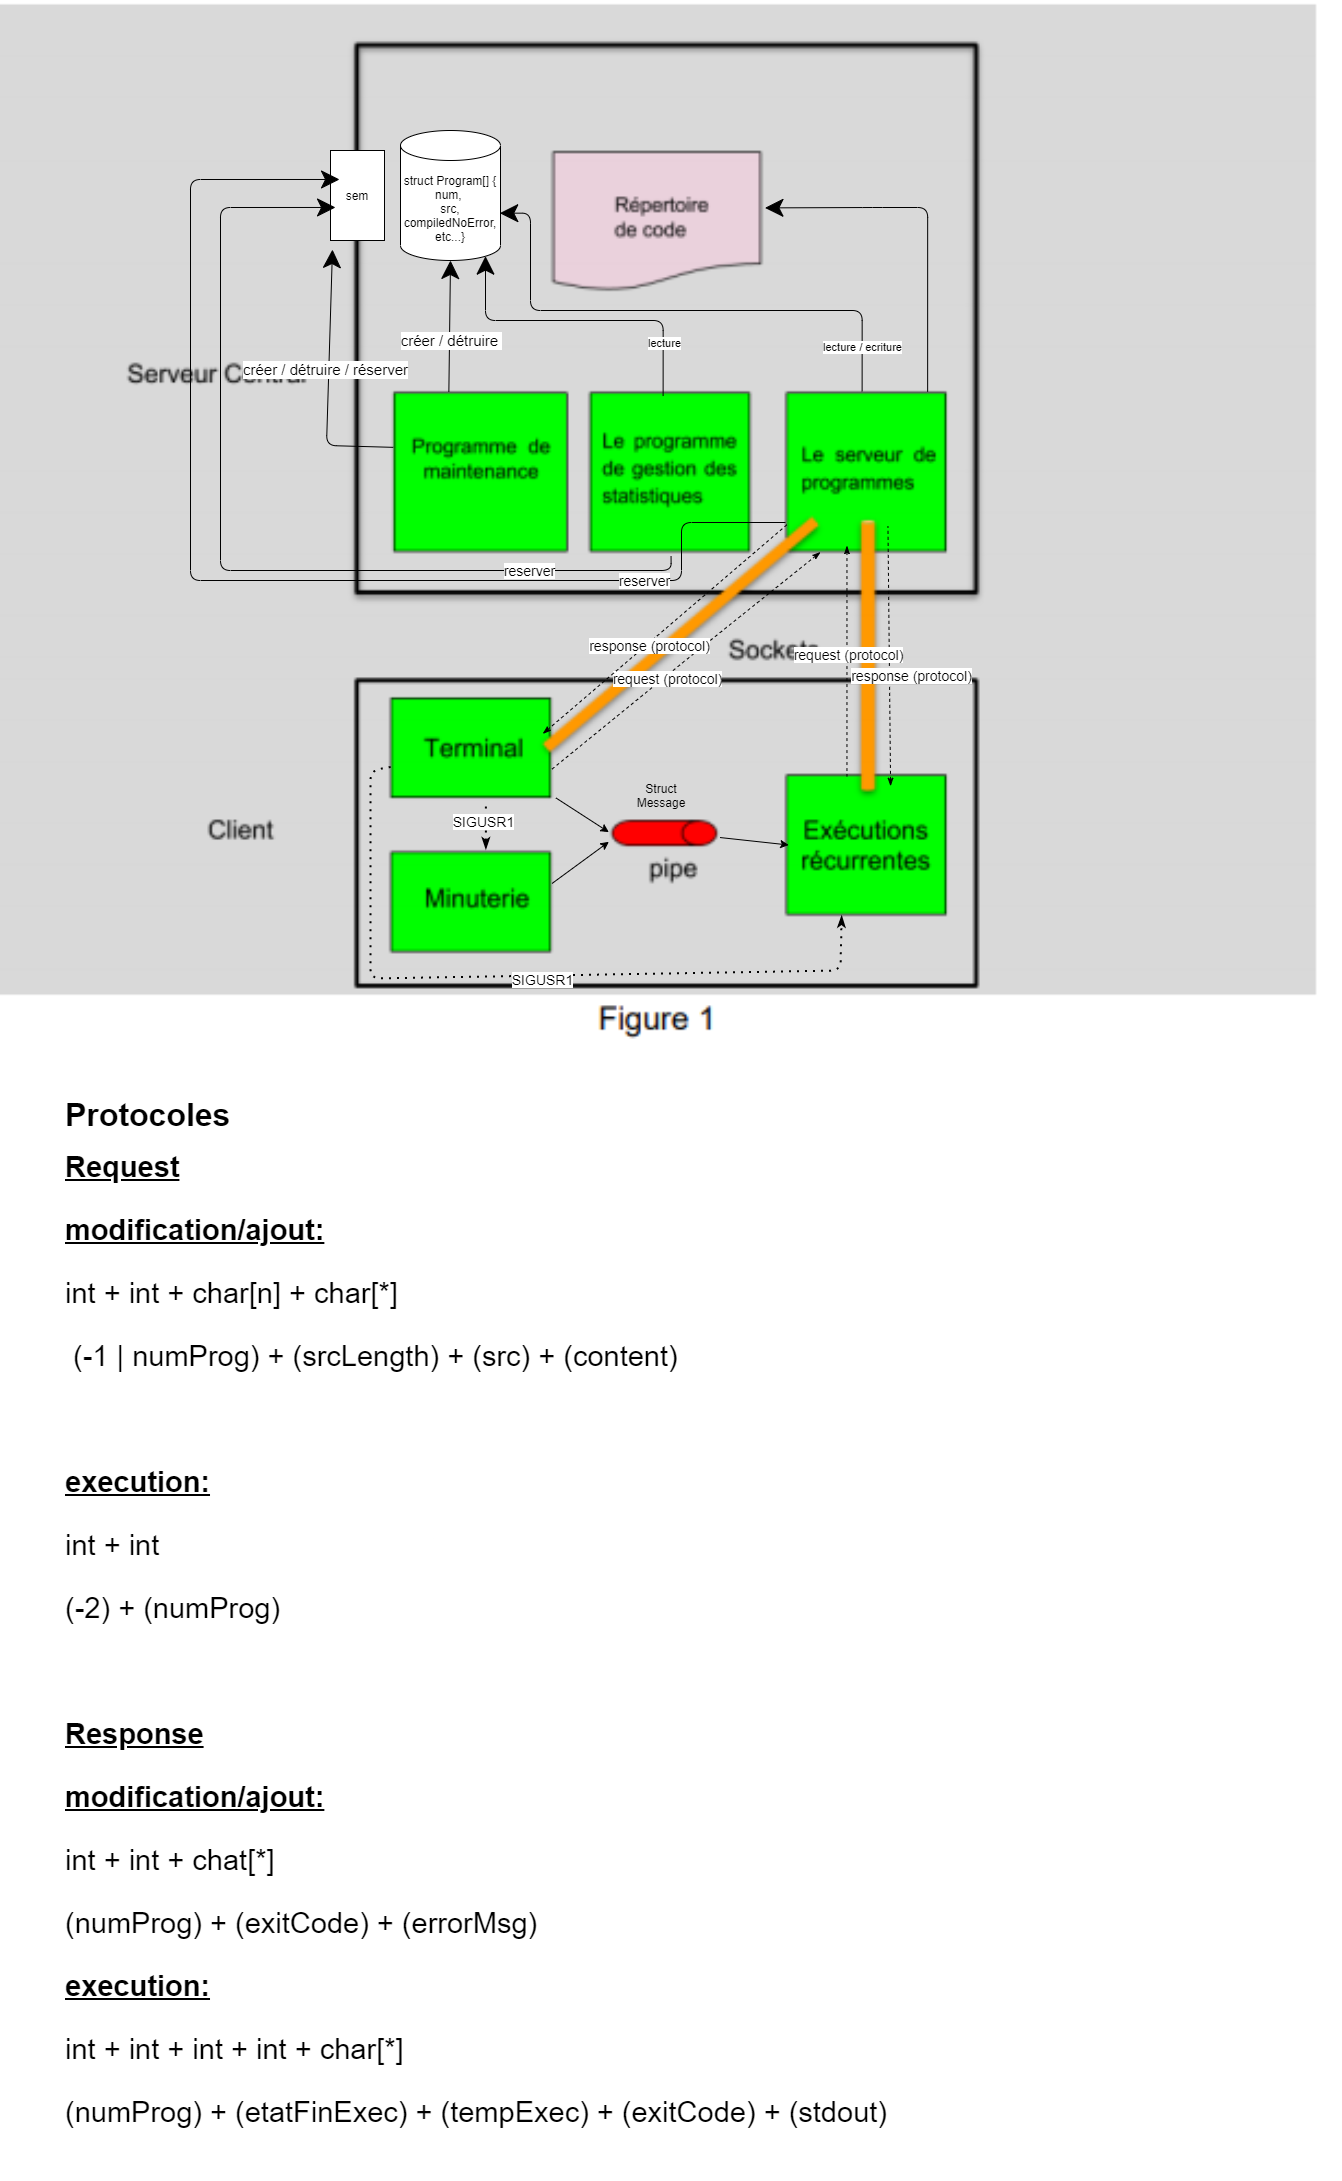 sem
struct Program[] {
num,
src,
compiledNoError,
etc...}
Répertoire
de code
créer / détruire
lecture
lecture / ecriture
Serveur Central
créer / détruire / réserver
Programme de
maintenance
Le programme
de gestion des
statistiques
Le serveur de
programmes
reserver
reserver
response (protocol)
Sockets
request (protocol)
request (protocol)
response (protocol)
Terminal
Struct
Message
SIGUSR1
Client
pipe
Exécutions
récurrentes
Minuterie
SIGUSR1
Figure 1
Protocoles
Request
modification/ajout:
int + int + char[n] + char[*]
(-1 | numProg) + (srcLength) + (src) + (content)
execution:
int + int
(-2) + (numProg)
Response
modification/ajout:
int + int + chat[*]
(numProg) + (exitCode) + (errorMsg)
execution:
int + int + int + int + char[*]
(numProg) + (etatFinExec) + (tempExec) + (exitCode) + (stdout)